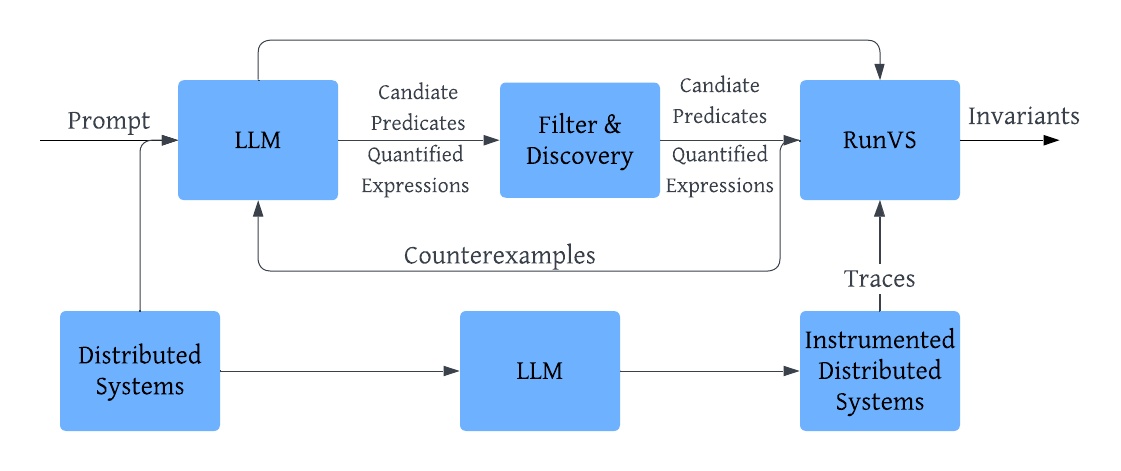 Prompt
LLM
Candiate
Predicates
Quantified
Expressions
Filter &
Discovery
Candiate
Predicates
Quantified
Expressions
RunVS
Invariants
Counterexamples
Traces
Distributed
Systems
LLM
Instrumented
Distributed
Systems